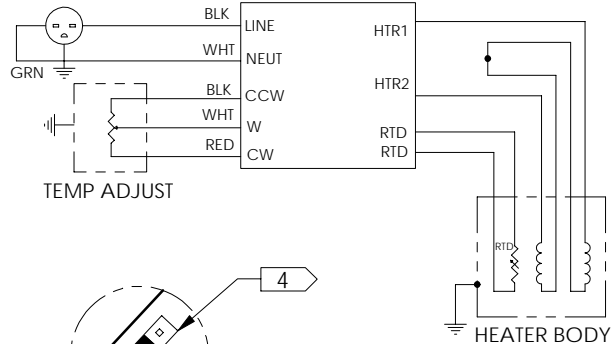 BLK LINE HTR1
WHT NEUT
GRN
HTR2
BLK CCW
WHT W
RTD
RED CW RTD
TEMP ADJUST
RTD
4
HEATER BODY